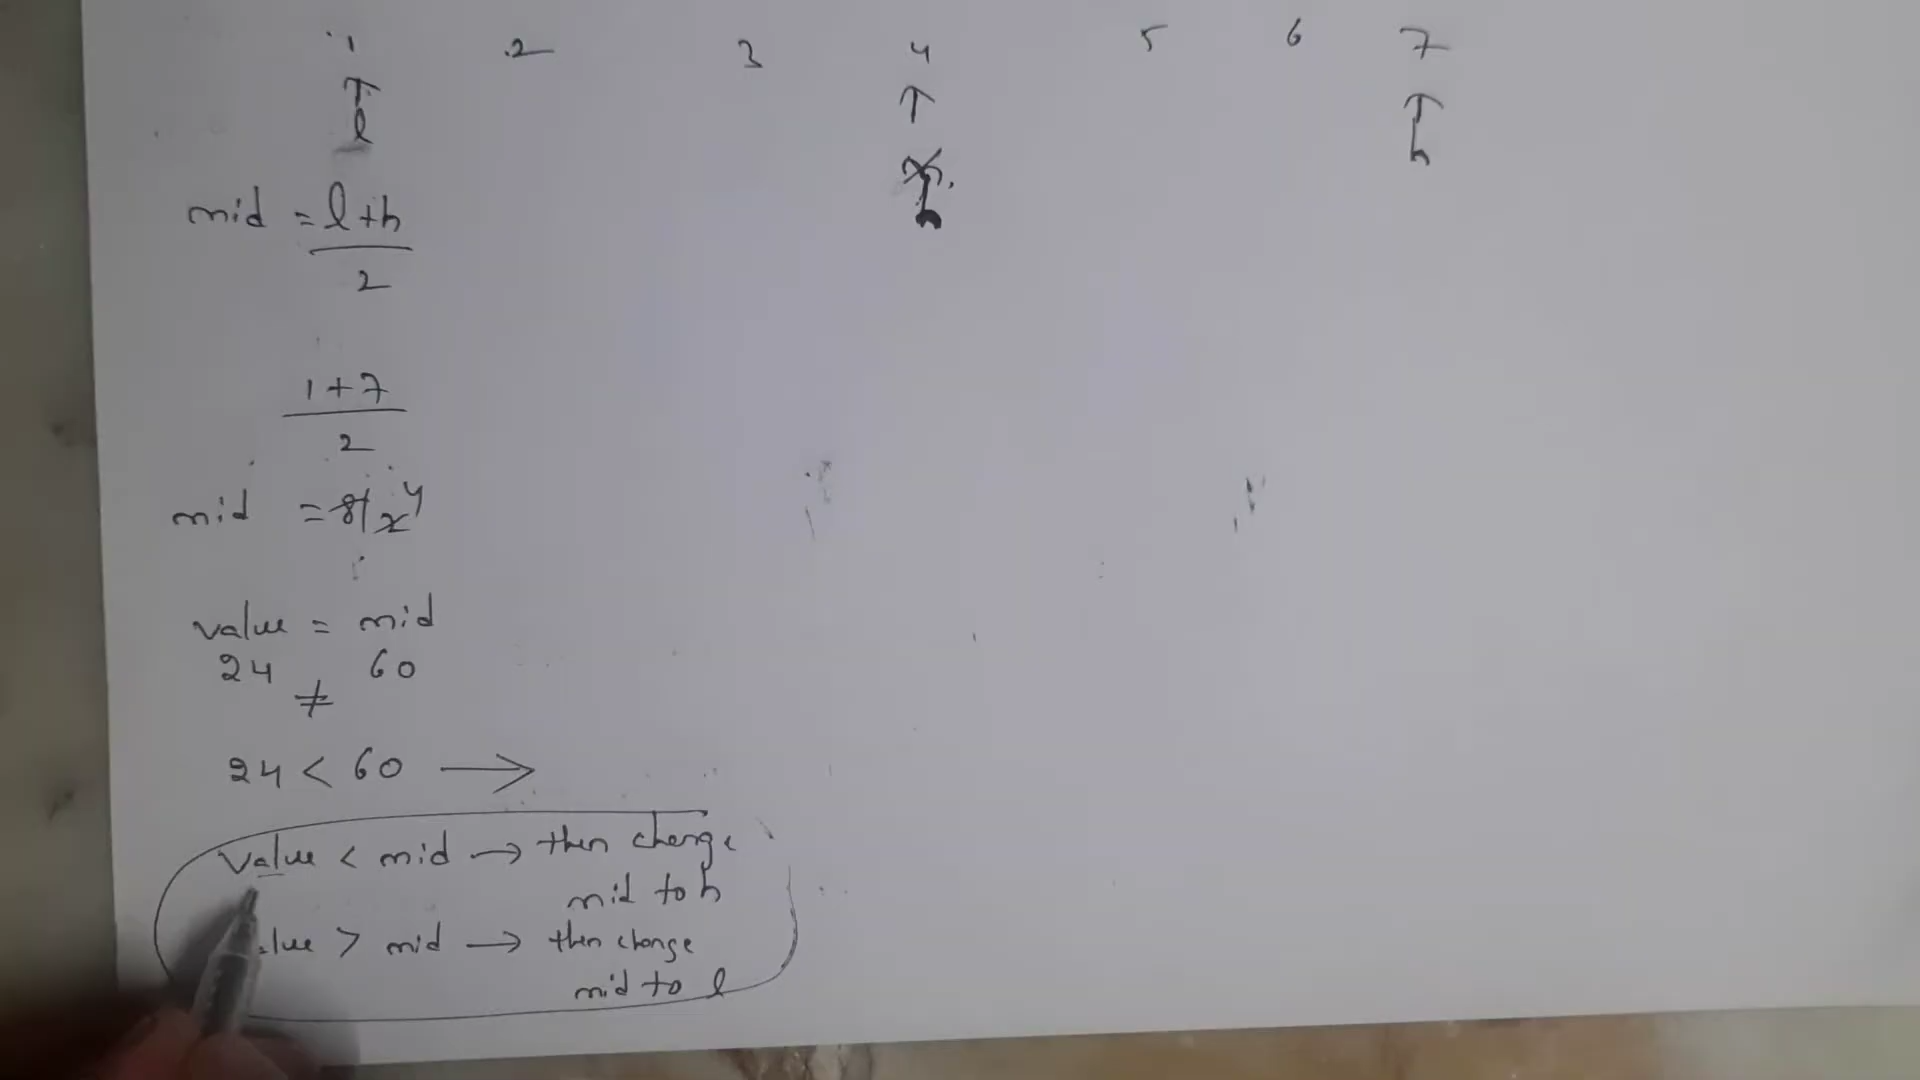 1 2 3 4 5 6 7
↑ ↑ ↑
l h h
mid = l+h
2
1+7
2
mid = 8/2 4
value = mid
24 ≠ 60
24 < 60 →
value < mid → then change
mid to h
value > mid → then change
mid to l